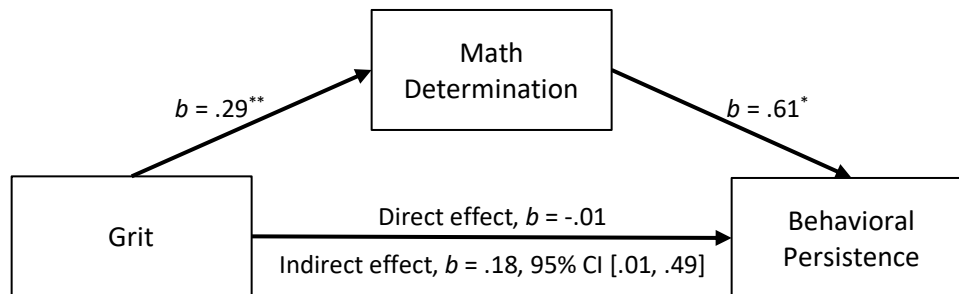 Math
Determination
b = .29**
b = .61*
Grit
Direct effect, b = -.01
Indirect effect, b = .18, 95% CI [.01, .49]
Behavioral
Persistence